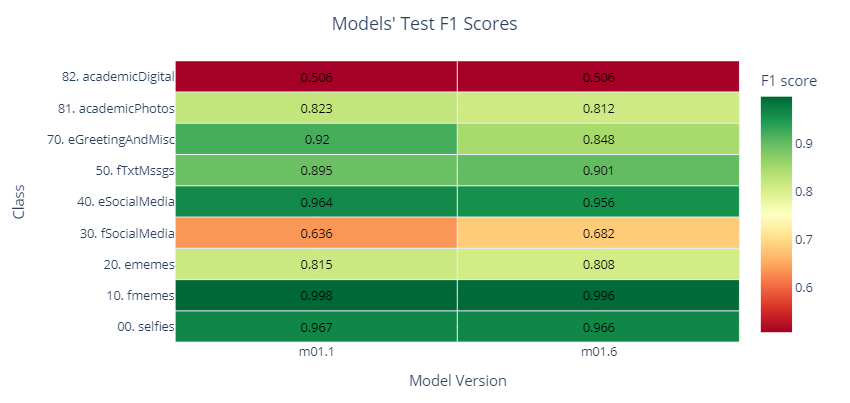 Models' Test F1 Scores
82. academicDigital 0.506 0.506
81. academicPhotos 0.823 0.812
70. eGreetingAndMisc 0.92 0.848
50. fTxtMssgs 0.895 0.901
40. eSocialMedia 0.964 0.956
30. fSocialMedia 0.636 0.682
20. ememes 0.815 0.808
10. fmemes 0.998 0.996
00. selfies 0.967 0.966
m01.1 m01.6
Model Version
Class
F1 score
0.9
0.8
0.7
0.6